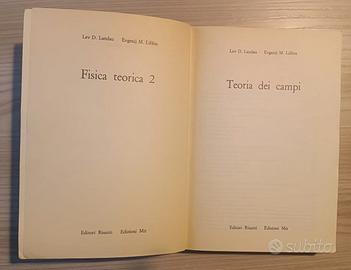 Lev D. Landau Evgenij M. Lifšits
Fisica teorica 2
Editori Riuniti Edizioni Mir
Lev D. Landau Evgenij M. Lifšits
Teoria dei campi
Editori Riuniti Edizioni Mir
subito